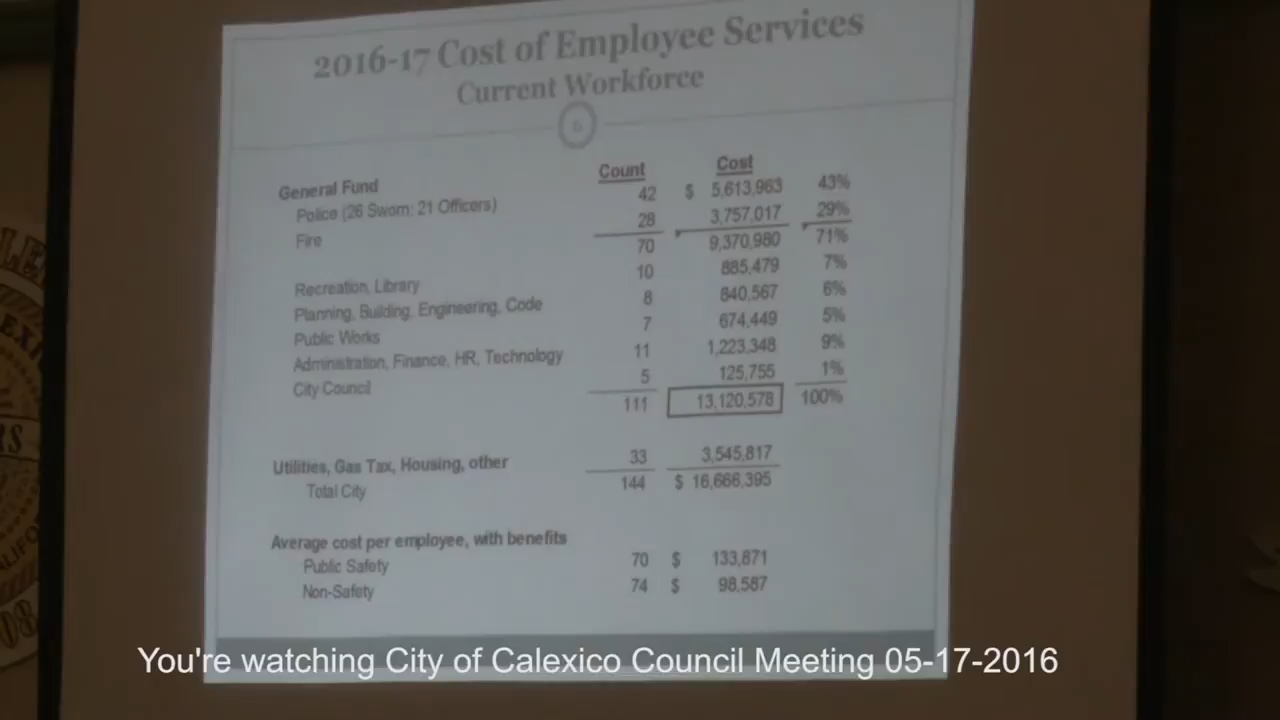 2016-17 Cost of Employee Services
Current Workforce
6
Count Cost
General Fund
Police (26 Sworn: 21 Officers) 42 $ 5,613,963 43%
Fire 28 3,757,017 29%
70 9,370,980 71%
Recreation, Library 10 885,479 7%
Planning, Building, Engineering, Code 8 840,567 6%
Public Works 7 674,449 5%
Administration, Finance, HR, Technology 11 1,223,348 9%
City Council 5 125,755 1%
111 13,120,578 100%
Utilities, Gas Tax, Housing, other 33 3,545,817
Total City 144 $ 16,666,395
Average cost per employee, with benefits
Public Safety 70 $ 133,871
Non-Safety 74 $ 98,587
You're watching City of Calexico Council Meeting 05-17-2016